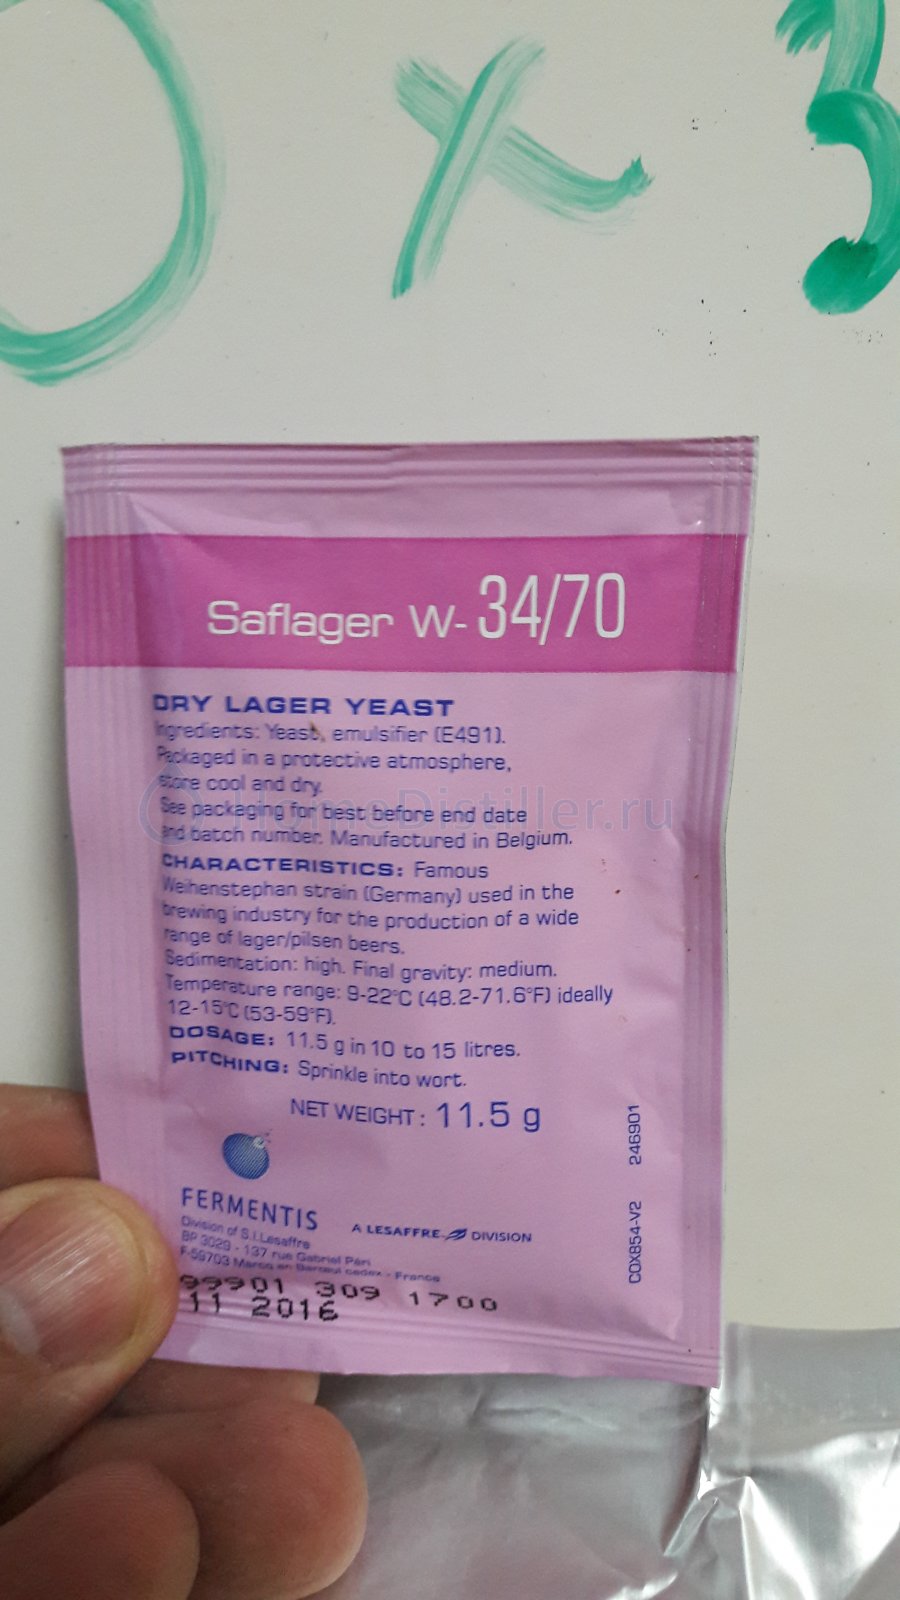 0 x 3
Saflager W-34/70
DRY LAGER YEAST
Ingredients: Yeast, emulsifier (E491).
Packaged in a protective atmosphere,
store cool and dry.
See packaging for best before end date
HomeDistiller.ru
and batch number. Manufactured in Belgium.
CHARACTERISTICS: Famous
Weihenstephan strain (Germany) used in the
brewing industry for the production of a wide
range of lager/pilsen beers.
Sedimentation: high. Final gravity: medium.
Temperature range: 9-22°C (48.2-71.6°F) ideally
12-15°C (53-59°F).
DOSAGE: 11.5 g in 10 to 15 litres.
PITCHING: Sprinkle into wort.
NET WEIGHT: 11.5 g
FERMENTIS
A LESAFFRE DIVISION
Division of S.I.Lesaffre
BP 3029 - 137 rue Gabriel Péri
F-59703 Marcq en Baroeul cedex - France
99901 309 1700
11 2016
COX854-V2 246901